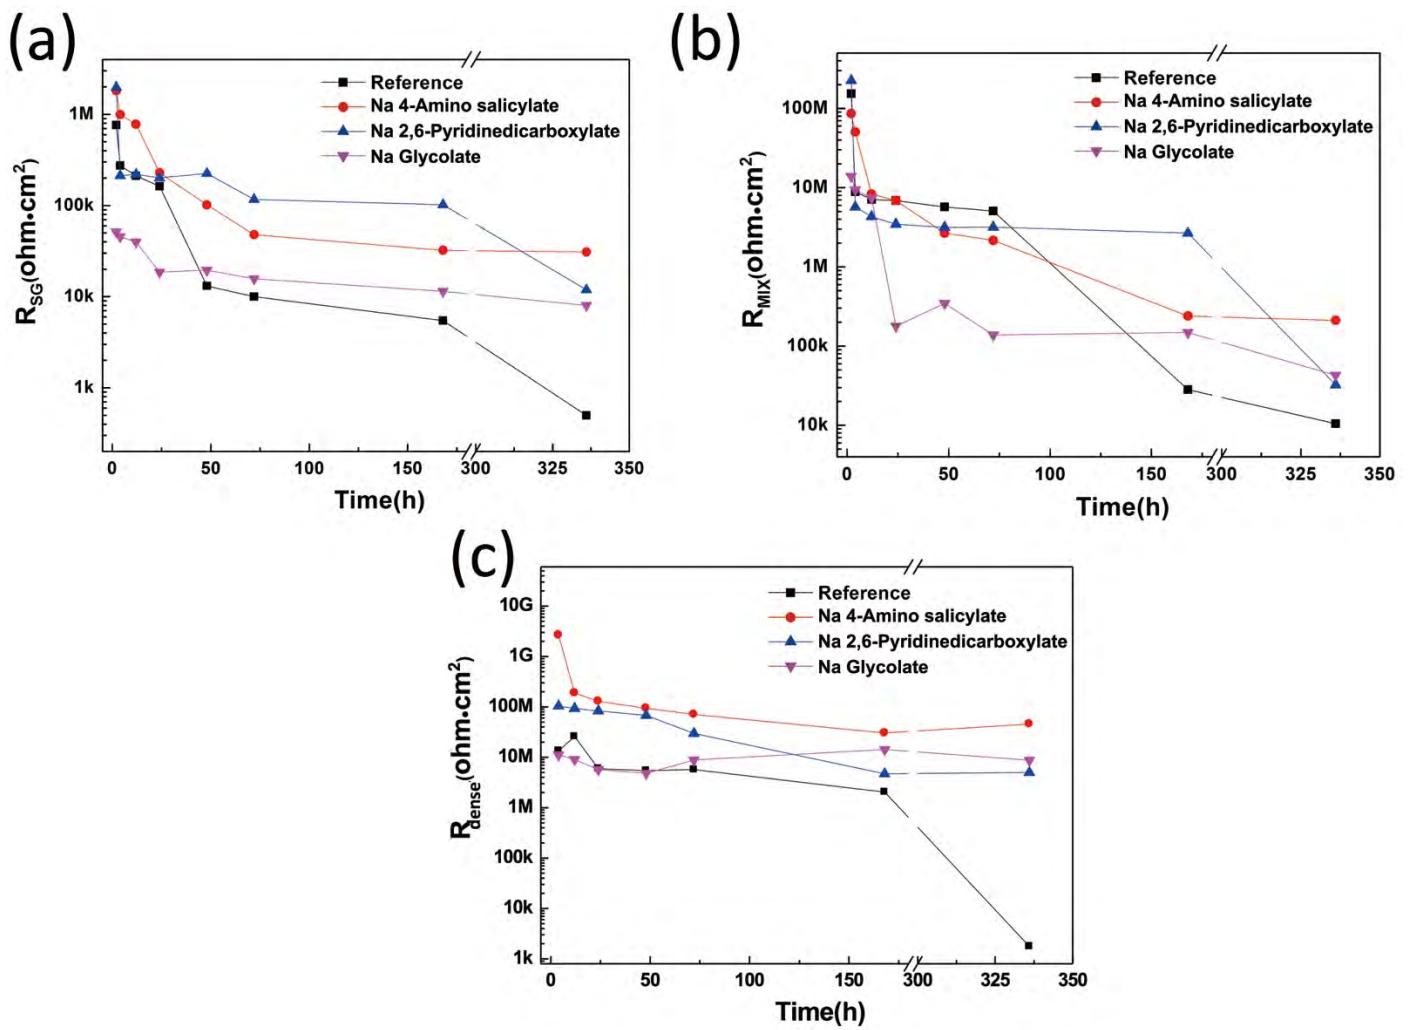 (a)
Reference
Na 4-Amino salicylate
Na 2,6-Pyridinedicarboxylate
Na Glycolate
1M
100k
10k
1k
R_SG(ohm•cm²)
0 50 100 150 300 325 350
Time(h)
(b)
Reference
Na 4-Amino salicylate
Na 2,6-Pyridinedicarboxylate
Na Glycolate
100M
10M
1M
100k
10k
R_MIX(ohm•cm²)
0 50 100 150 300 325 350
Time(h)
(c)
Reference
Na 4-Amino salicylate
Na 2,6-Pyridinedicarboxylate
Na Glycolate
10G
1G
100M
10M
1M
100k
10k
1k
R_dense(ohm•cm²)
0 50 100 150 300 325 350
Time(h)